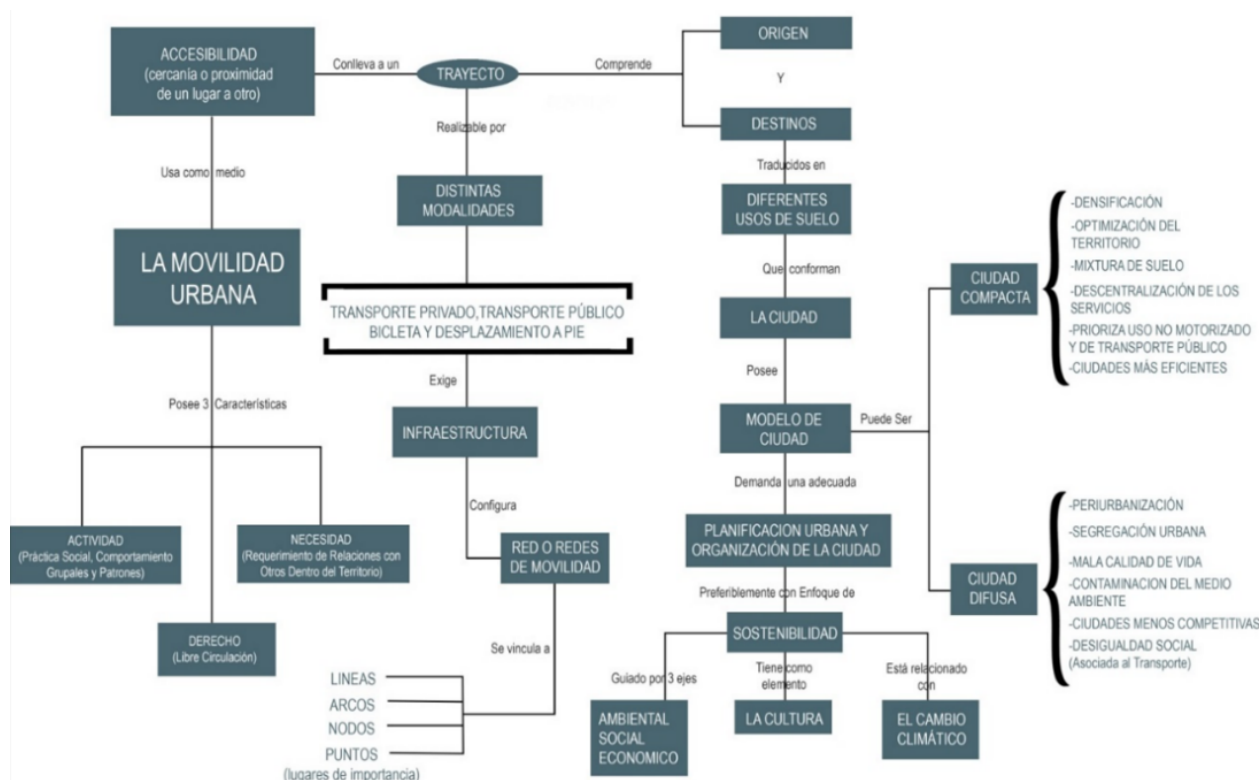 ACCESIBILIDAD
(cercania o proximidad
de un lugar a otro)
Conlleva a un
TRAYECTO
Comprende
ORIGEN
Y
DESTINOS
Usa como medio
LA MOVILIDAD
URBANA
Posee 3 Características
ACTIVIDAD
(Práctica Social, Comportamiento
Grupales y Patrones)
NECESIDAD
(Requerimiento de Relaciones con
Otros Dentro del Territorio)
DERECHO
(Libre Circulación)
Realizable por
DISTINTAS
MODALIDADES
TRANSPORTE PRIVADO,TRANSPORTE PÚBLICO
BICLETA Y DESPLAZAMIENTO A PIE
Exige
INFRAESTRUCTURA
Configura
RED O REDES
DE MOVILIDAD
Se vincula a
LINEAS
ARCOS
NODOS
PUNTOS
(lugares de importancia)
Traducidos en
DIFERENTES
USOS DE SUELO
Que conforman
LA CIUDAD
Posee
MODELO DE
CIUDAD
Puede Ser
CIUDAD
COMPACTA
-DENSIFICACIÓN
-OPTIMIZACIÓN DEL
TERRITORIO
-MIXTURA DE SUELO
-DESCENTRALIZACIÓN DE LOS
SERVICIOS
-PRIORIZA USO NO MOTORIZADO
Y DE TRANSPORTE PÚBLICO
-CIUDADES MÁS EFICIENTES
CIUDAD
DIFUSA
-PERIURBANIZACIÓN
-SEGREGACIÓN URBANA
-MALA CALIDAD DE VIDA
-CONTAMINACION DEL MEDIO
AMBIENTE
-CIUDADES MENOS COMPETITIVAS
-DESIGUALDAD SOCIAL
(Asociada al Transporte)
Demanda una adecuada
PLANIFICACION URBANA Y
ORGANIZACIÓN DE LA CIUDAD
Preferiblemente con Enfoque de
SOSTENIBILIDAD
Guiado por 3 ejes
AMBIENTAL
SOCIAL
ECONOMICO
Tiene como
elemento
LA CULTURA
Está relacionado
con
EL CAMBIO
CLIMÁTICO